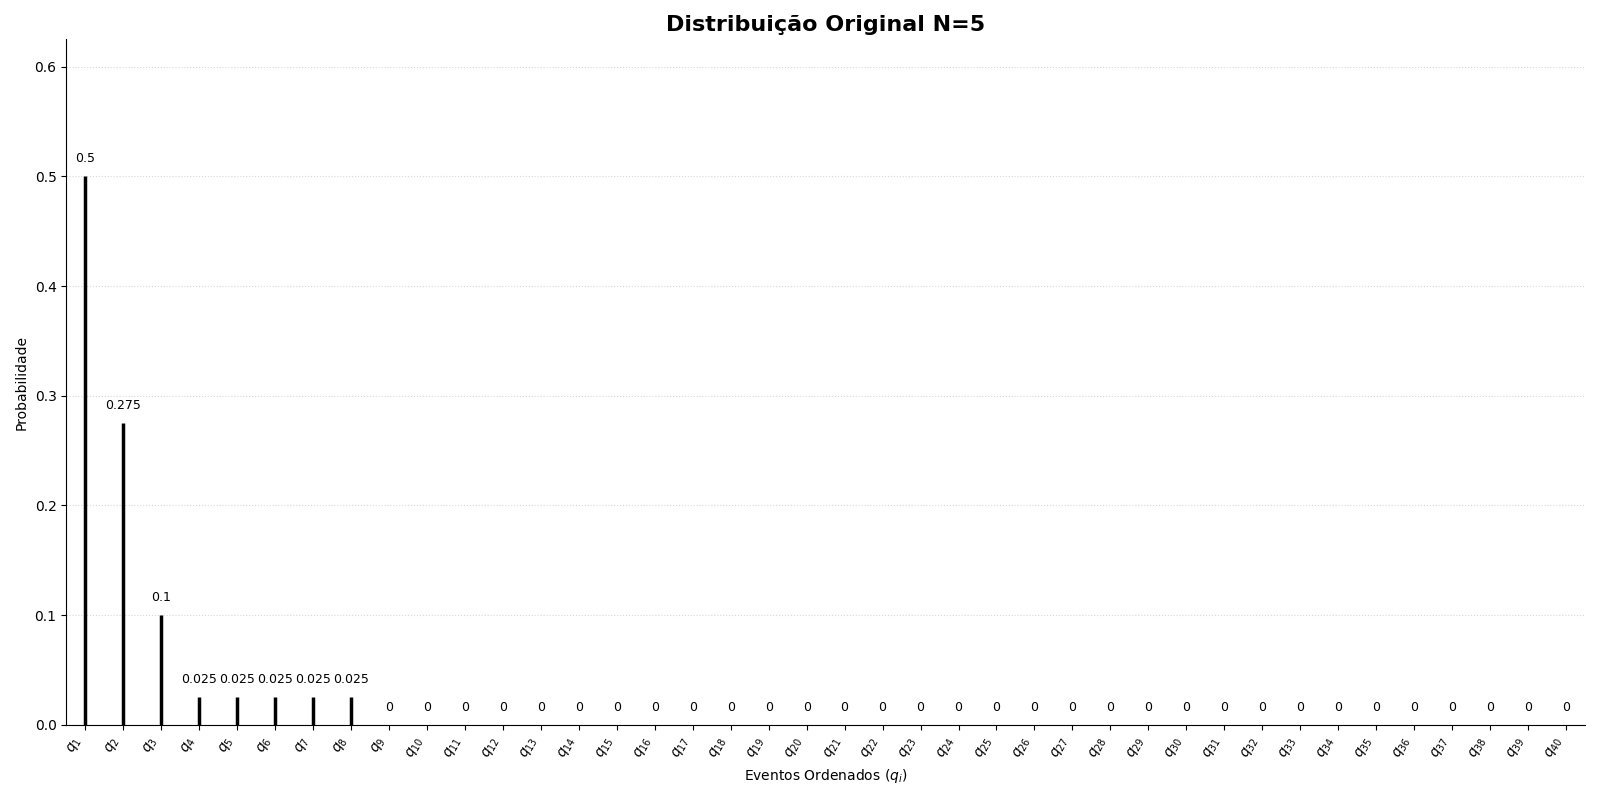 Distribuição Original N=5
0.6
0.5
0.4
0.3
0.2
0.1
0.0
Probabilidade
0.5
0.275
0.1
0.025 0.025 0.025 0.025 0.025
0 0 0 0 0 0 0 0 0 0 0 0 0 0 0 0 0 0 0 0 0 0 0 0 0 0 0 0 0 0 0 0
q1 q2 q3 q4 q5 q6 q7 q8 q9 q10 q11 q12 q13 q14 q15 q16 q17 q18 q19 q20 q21 q22 q23 q24 q25 q26 q27 q28 q29 q30 q31 q32 q33 q34 q35 q36 q37 q38 q39 q40
Eventos Ordenados (qi)